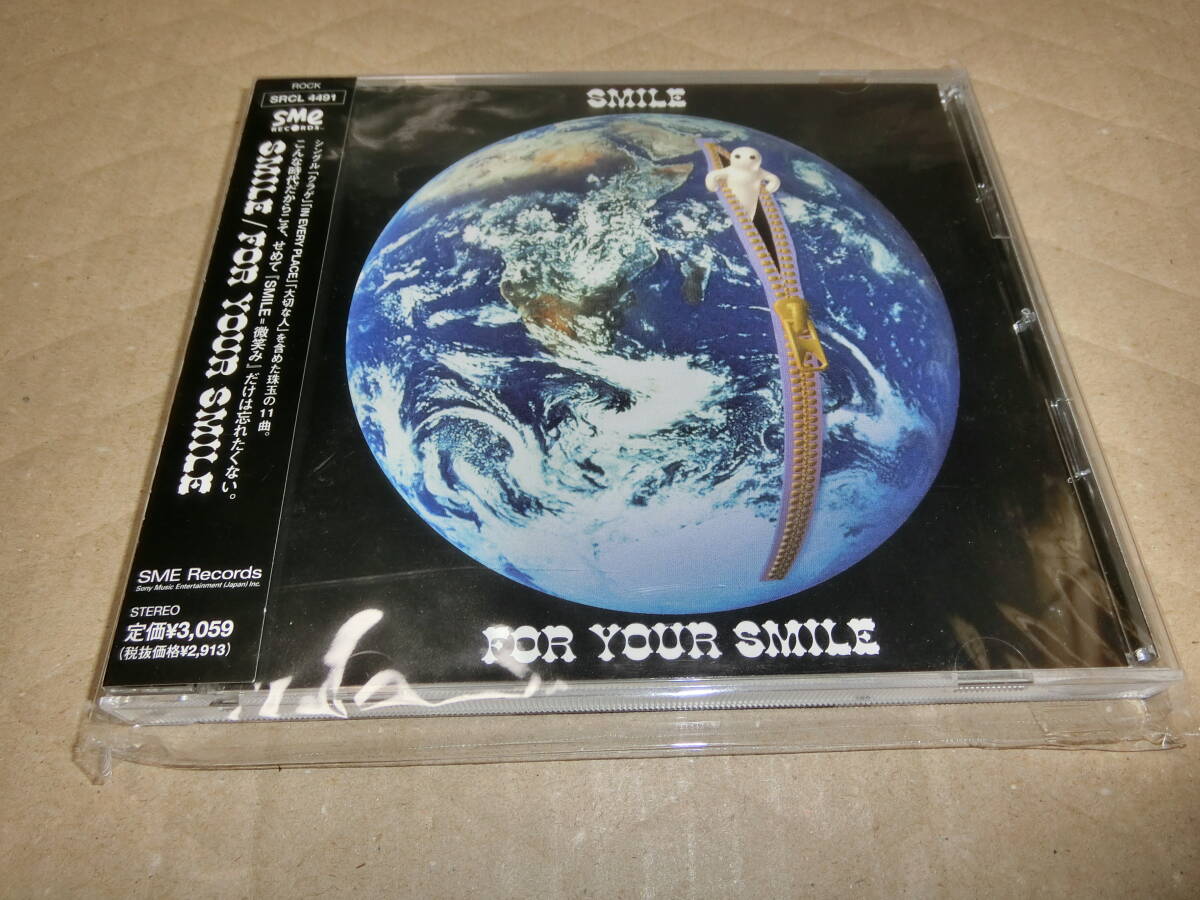 ROCK
SRCL 4491
sme
RECORDS
SMILE/FOR YOUR SMILE
シングル「クラゲ」「IN EVERY PLACE」「大切な人」を含めた珠玉の11曲。
こんな時代だからこそ、せめて『SMILE=微笑み』だけは忘れたくない。
SME Records
Sony Music Entertainment (Japan) Inc.
STEREO
定価¥3,059
(税抜価格¥2,913)
SMILE
FOR YOUR SMILE